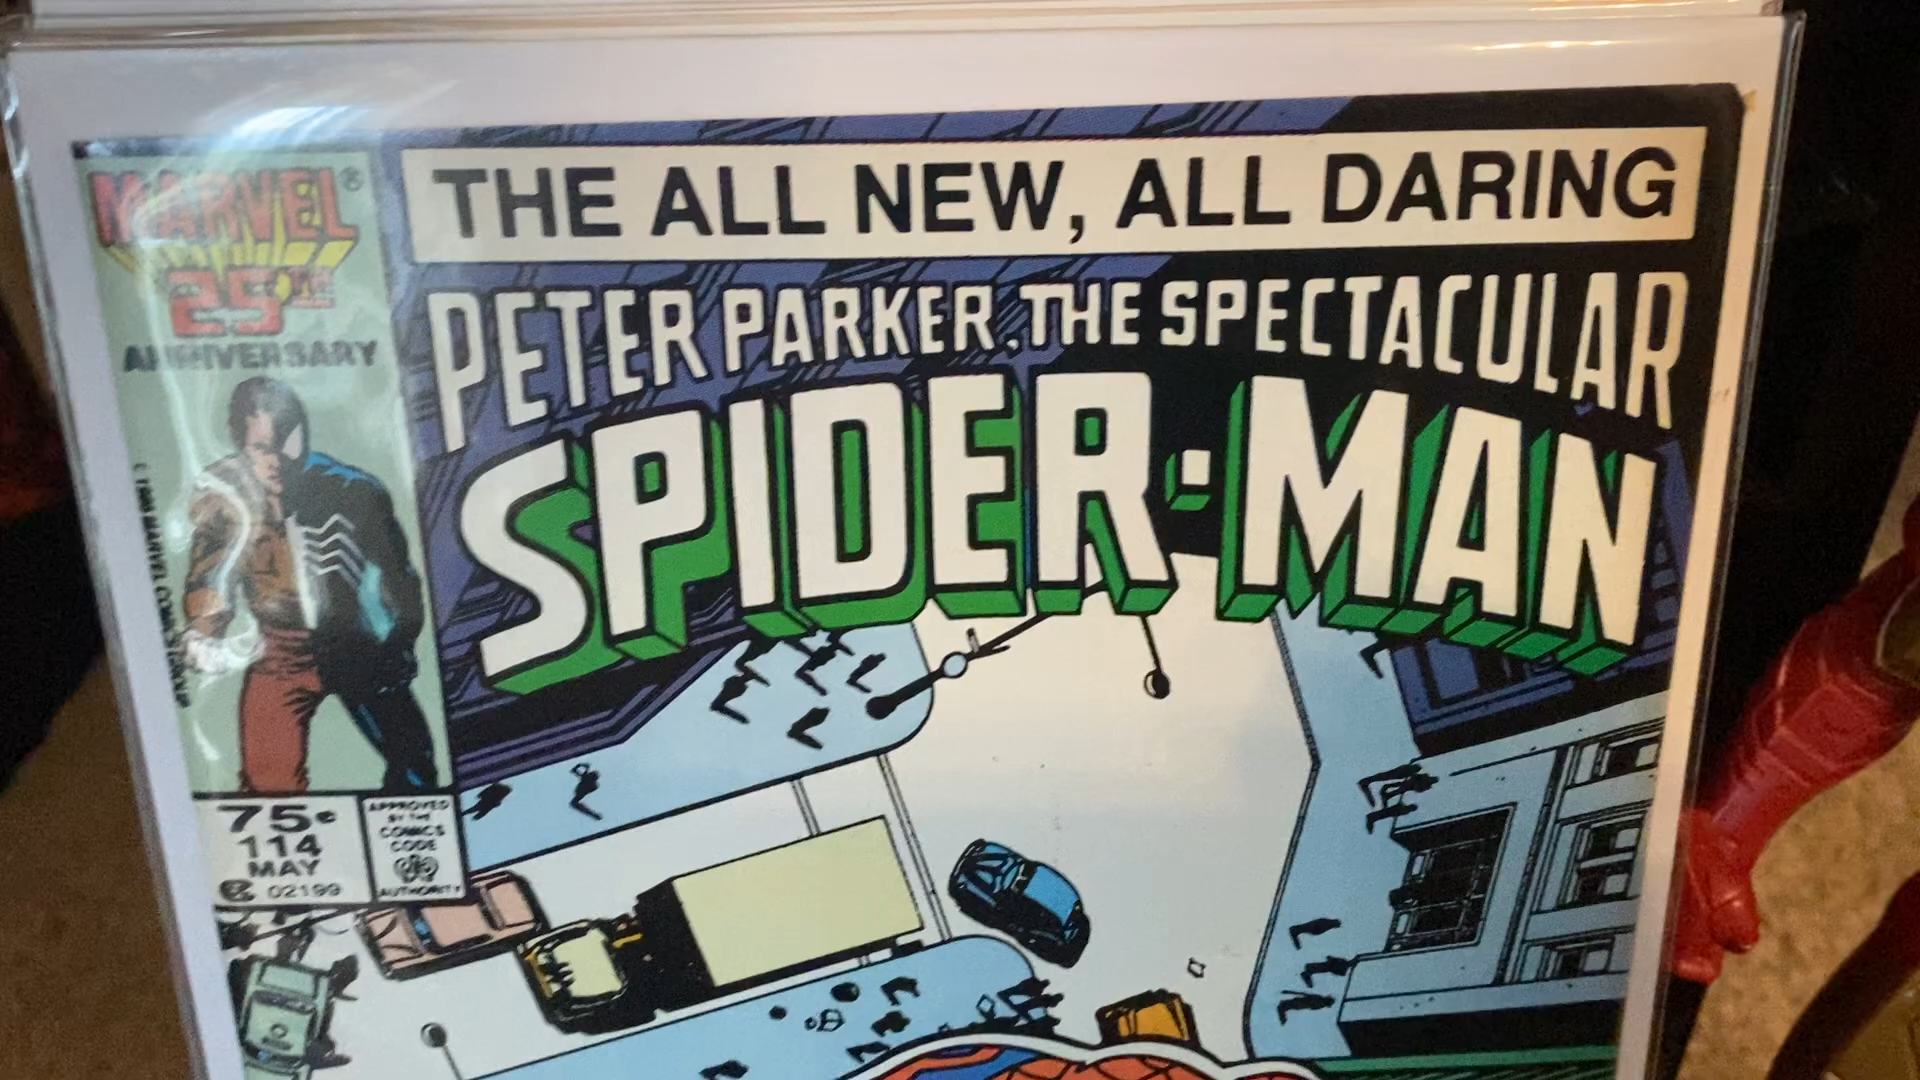 THE ALL NEW, ALL DARING
MARVEL®
25TH
ANNIVERSARY
PETER PARKER, THE SPECTACULAR
SPIDER-MAN
75¢
114
MAY
02199
APPROVED
BY THE
COMICS
CODE
AUTHORITY